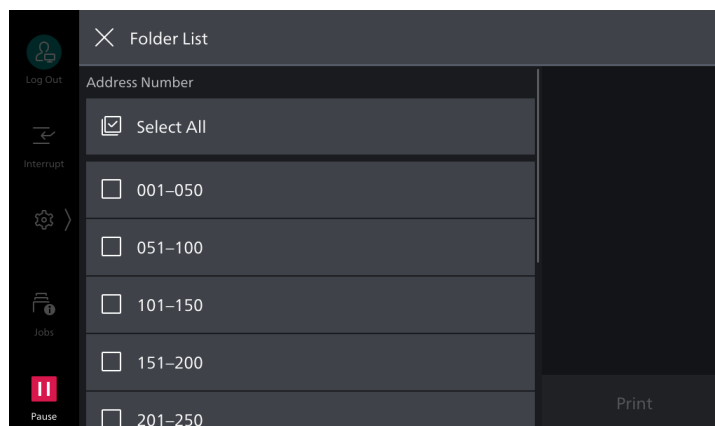 Folder List
Log Out
Address Number
Select All
Interrupt
001–050
051–100
101–150
Jobs
151–200
Print
Pause
201–250